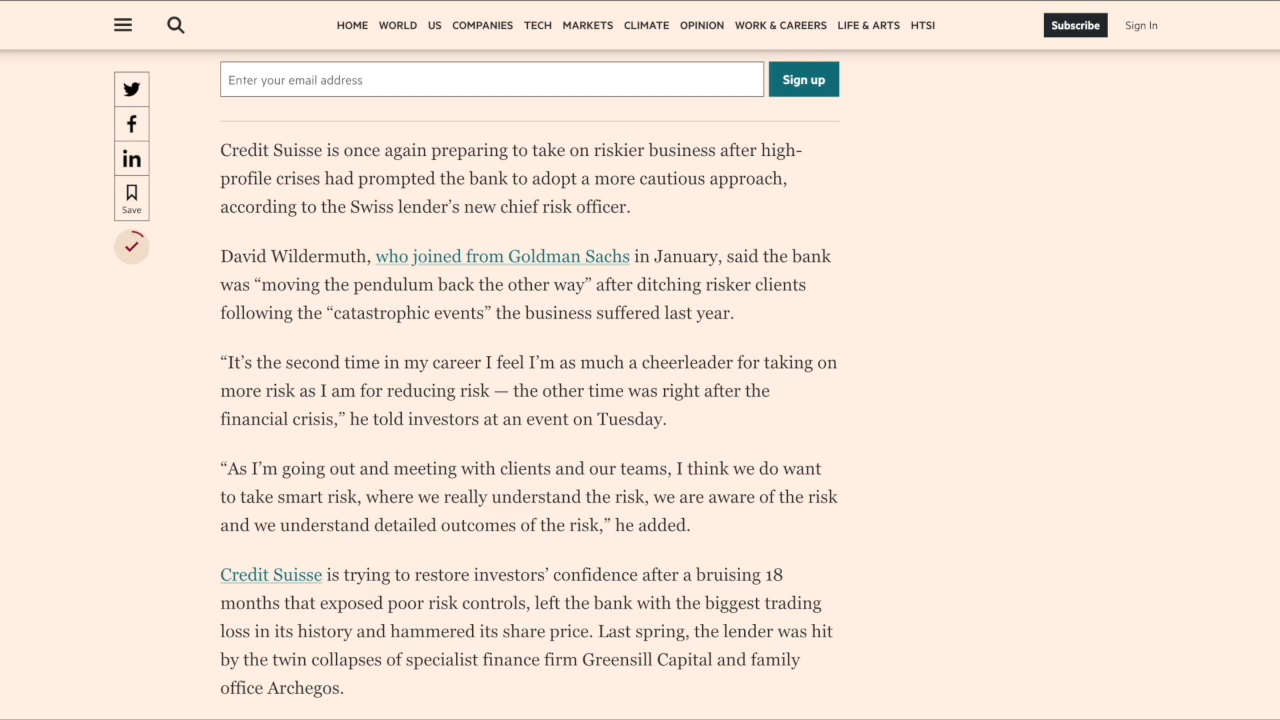 HOME WORLD US COMPANIES TECH MARKETS CLIMATE OPINION WORK & CAREERS LIFE & ARTS HTSI Subscribe Sign In
Enter your email address Sign up
Save
Credit Suisse is once again preparing to take on riskier business after high-
profile crises had prompted the bank to adopt a more cautious approach,
according to the Swiss lender’s new chief risk officer.
David Wildermuth, who joined from Goldman Sachs in January, said the bank
was “moving the pendulum back the other way” after ditching risker clients
following the “catastrophic events” the business suffered last year.
“It’s the second time in my career I feel I’m as much a cheerleader for taking on
more risk as I am for reducing risk — the other time was right after the
financial crisis,” he told investors at an event on Tuesday.
“As I’m going out and meeting with clients and our teams, I think we do want
to take smart risk, where we really understand the risk, we are aware of the risk
and we understand detailed outcomes of the risk,” he added.
Credit Suisse is trying to restore investors’ confidence after a bruising 18
months that exposed poor risk controls, left the bank with the biggest trading
loss in its history and hammered its share price. Last spring, the lender was hit
by the twin collapses of specialist finance firm Greensill Capital and family
office Archegos.